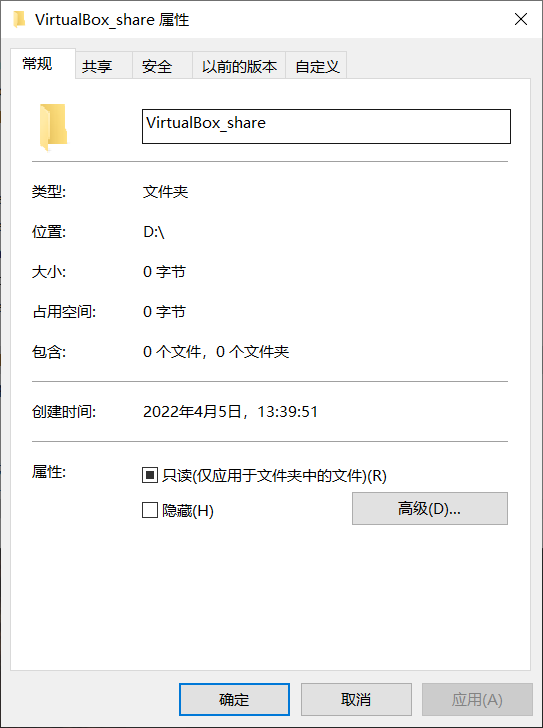 VirtualBox_share 属性
常规 共享 安全 以前的版本 自定义
VirtualBox_share
类型: 文件夹
位置: D:\
大小: 0 字节
占用空间: 0 字节
包含: 0 个文件，0 个文件夹
创建时间: 2022年4月5日，13:39:51
属性: 只读(仅应用于文件夹中的文件)(R)
隐藏(H) 高级(D)...
确定 取消 应用(A)